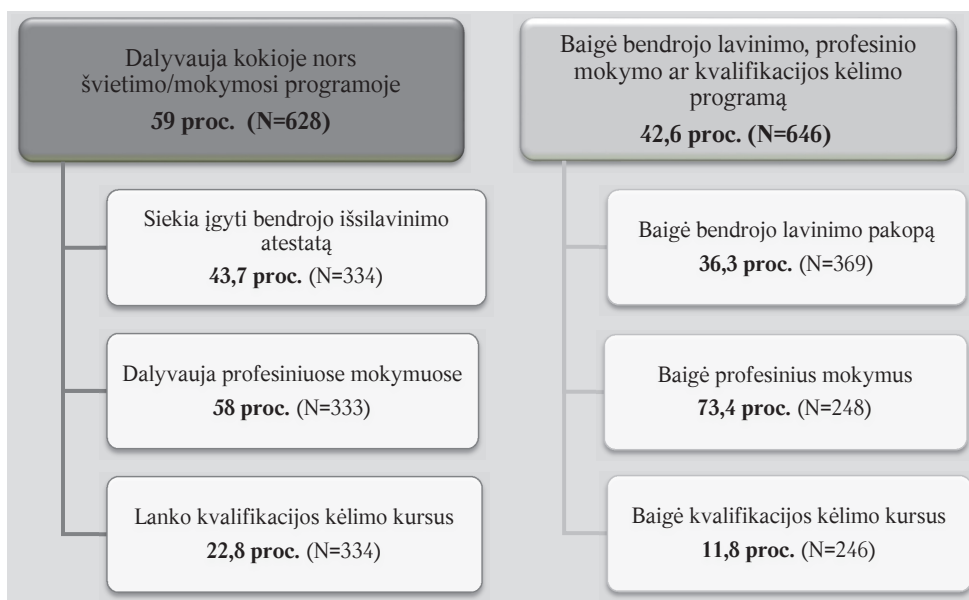 Dalyvauja kokioje nors
švietimo/mokymosi programoje
59 proc. (N=628)
Siekia įgyti bendrojo išsilavinimo
atestatą
43,7 proc. (N=334)
Dalyvauja profesiniuose mokymuose
58 proc. (N=333)
Lanko kvalifikacijos kėlimo kursus
22,8 proc. (N=334)
Baigė bendrojo lavinimo, profesinio
mokymo ar kvalifikacijos kėlimo
programą
42,6 proc. (N=646)
Baigė bendrojo lavinimo pakopą
36,3 proc. (N=369)
Baigė profesinius mokymus
73,4 proc. (N=248)
Baigė kvalifikacijos kėlimo kursus
11,8 proc. (N=246)